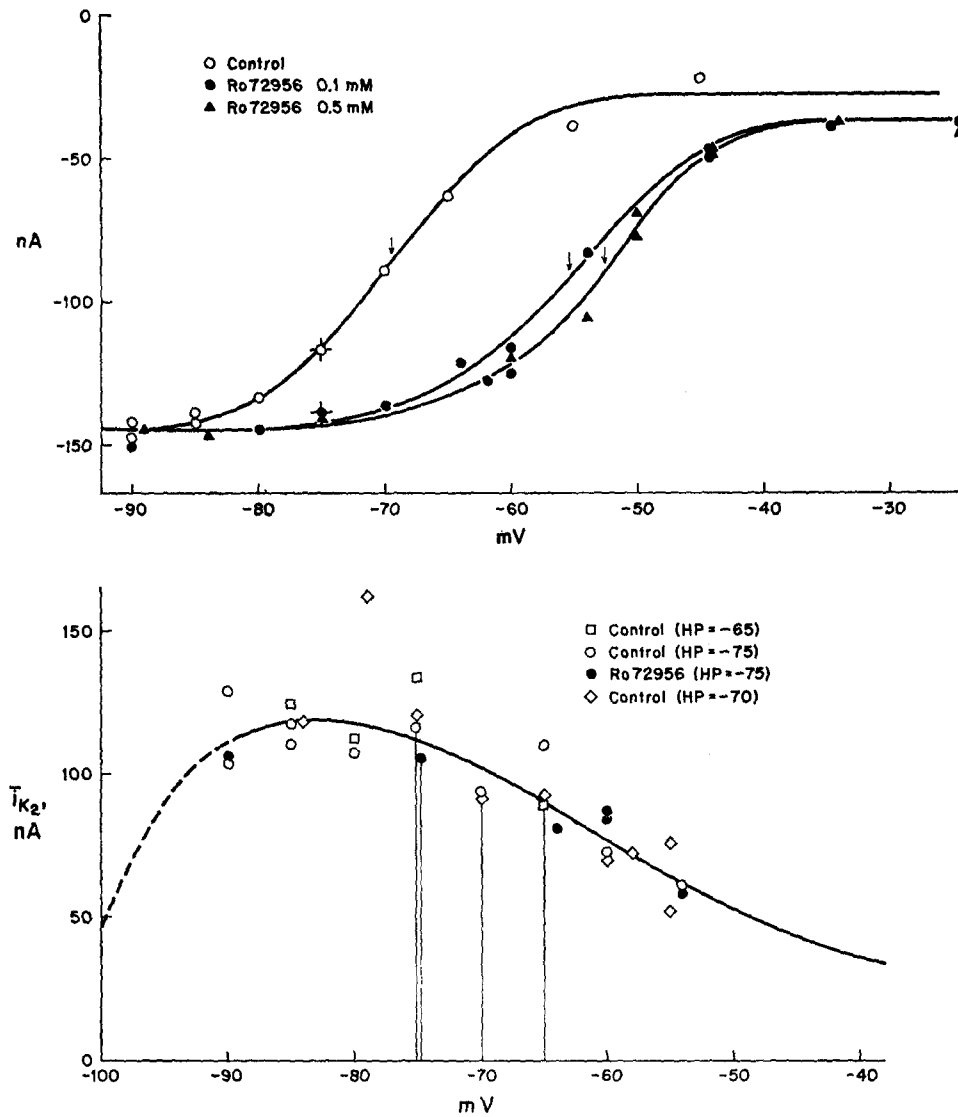 0
Control
Ro72956 0.1 mM
Ro72956 0.5 mM
-50
nA
-100
-150
-90 -80 -70 -60 -50 -40 -30
mV
150
Control (HP = -65)
Control (HP = -75)
Ro72956 (HP = -75)
Control (HP = -70)
100
īK2,
nA
50
0
-100 -90 -80 -70 -60 -50 -40
mV